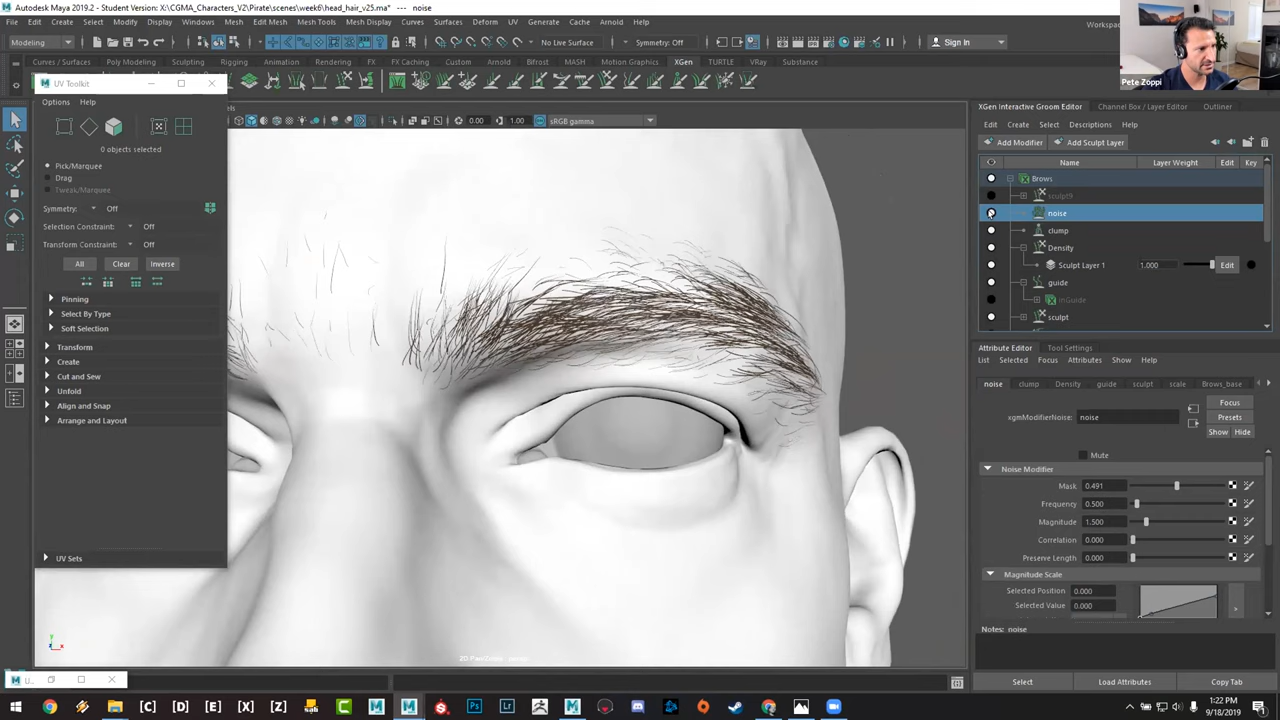 Autodesk Maya 2019.2 - Student Version: X:\CGMA_Characters_V2\Pirate\scenes\week6\head_hair_v25.ma*   ---   noise
File Edit Create Select Modify Display Windows Mesh Edit Mesh Mesh Tools Mesh Display Curves Surfaces Deform UV Generate Cache Arnold Help
Workspace
Modeling No Live Surface Symmetry: Off Sign In
Curves / Surfaces Poly Modeling Sculpting Rigging Animation Rendering FX FX Caching Custom Arnold Bifrost MASH Motion Graphics XGen TURTLE VRay Subway
Pete Zoppi
UV Toolkit
Options Help
0 objects selected
Pick/Marquee
Drag
Tweak/Marquee
Symmetry: Off
Selection Constraint: Off
Transform Constraint: Off
All Clear Inverse
Pinning
Select By Type
Soft Selection
Transform
Create
Cut and Sew
Unfold
Align and Snap
Arrange and Layout
UV Sets
0.00 1.00 sRGB gamma
XGen Interactive Groom Editor Channel Box / Layer Editor Outliner
Edit Create Select Descriptions Help
Add Modifier Add Sculpt Layer
Name Layer Weight Edit Key
Brows
sculpt9
noise
clump
Density
Sculpt Layer 1 1.000 Edit
guide
inGuide
sculpt
Attribute Editor Tool Settings
List Selected Focus Attributes Show Help
noise clump Density guide sculpt scale Brows_base
xgmModifierNoise: noise
Focus
Presets
Show Hide
Mute
Noise Modifier
Mask 0.491
Frequency 0.500
Magnitude 1.500
Correlation 0.000
Preserve Length 0.000
Magnitude Scale
Selected Position 0.000
Selected Value 0.000
Notes: noise
Select Load Attributes Copy Tab
U...
1:22 PM
9/18/2019